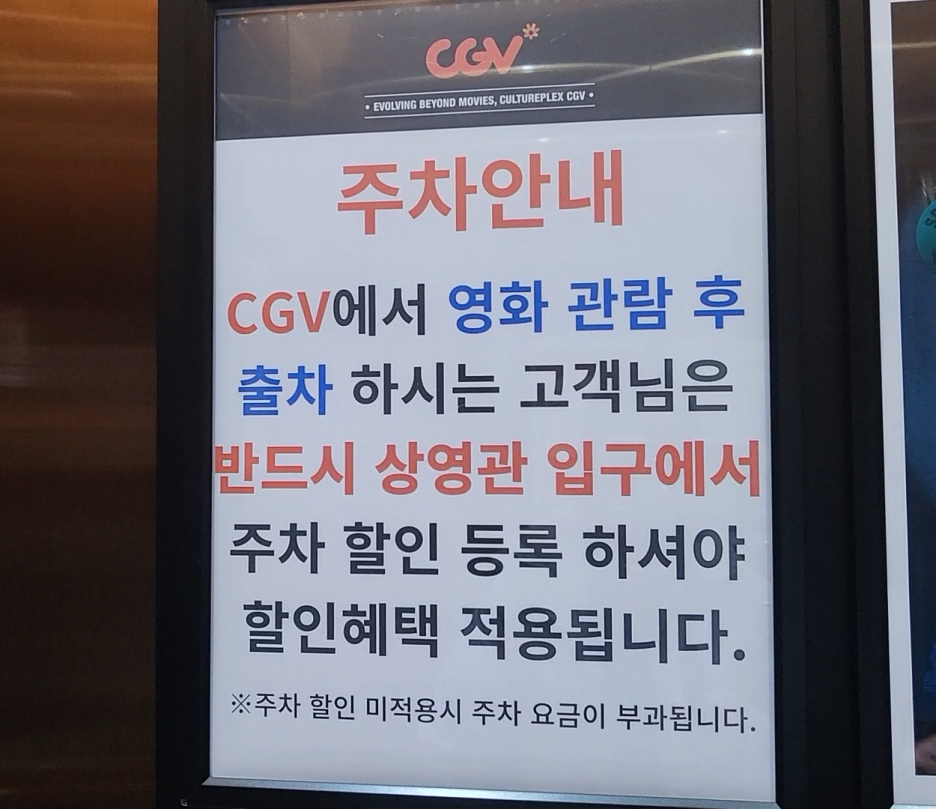 CGV
• EVOLVING BEYOND MOVIES, CULTUREPLEX CGV •
주차안내
CGV에서 영화 관람 후
출차 하시는 고객님은
반드시 상영관 입구에서
주차 할인 등록 하셔야
할인혜택 적용됩니다.
※주차 할인 미적용시 주차 요금이 부과됩니다.